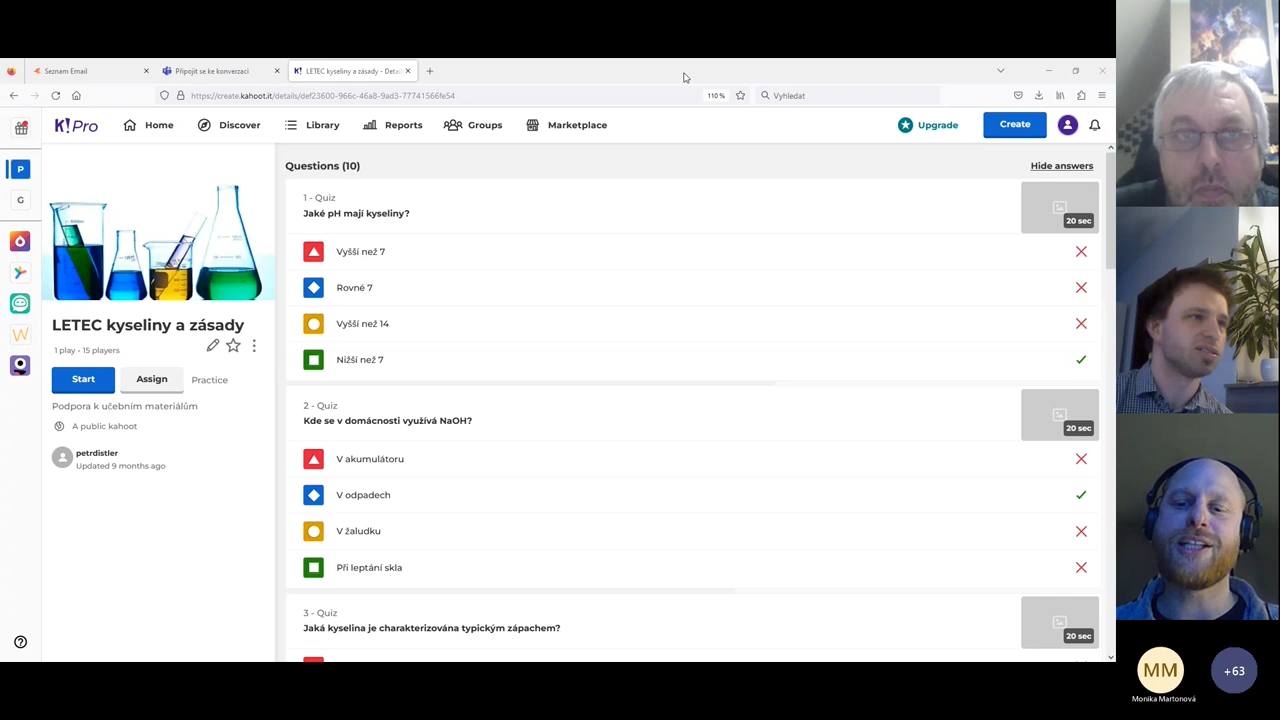 Seznam Email
Připojit se ke konverzaci
K! LETEC kyseliny a zásady - Detai
https://create.kahoot.it/details/def23600-966c-46a8-9ad3-77741566fe54
110 %
Vyhledat
K!Pro
Home
Discover
Library
Reports
Groups
Marketplace
Upgrade
Create
P
G
W
Questions (10)
Hide answers
1 - Quiz
Jaké pH mají kyseliny?
20 sec
Vyšší než 7
Rovné 7
Vyšší než 14
Nižší než 7
LETEC kyseliny a zásady
1 play · 15 players
Start
Assign
Practice
Podpora k učebním materiálům
A public kahoot
petrdistler
Updated 9 months ago
2 - Quiz
Kde se v domácnosti využívá NaOH?
20 sec
V akumulátoru
V odpadech
V žaludku
Při leptání skla
3 - Quiz
Jaká kyselina je charakterizována typickým zápachem?
20 sec
MM
Monika Martonová
+63